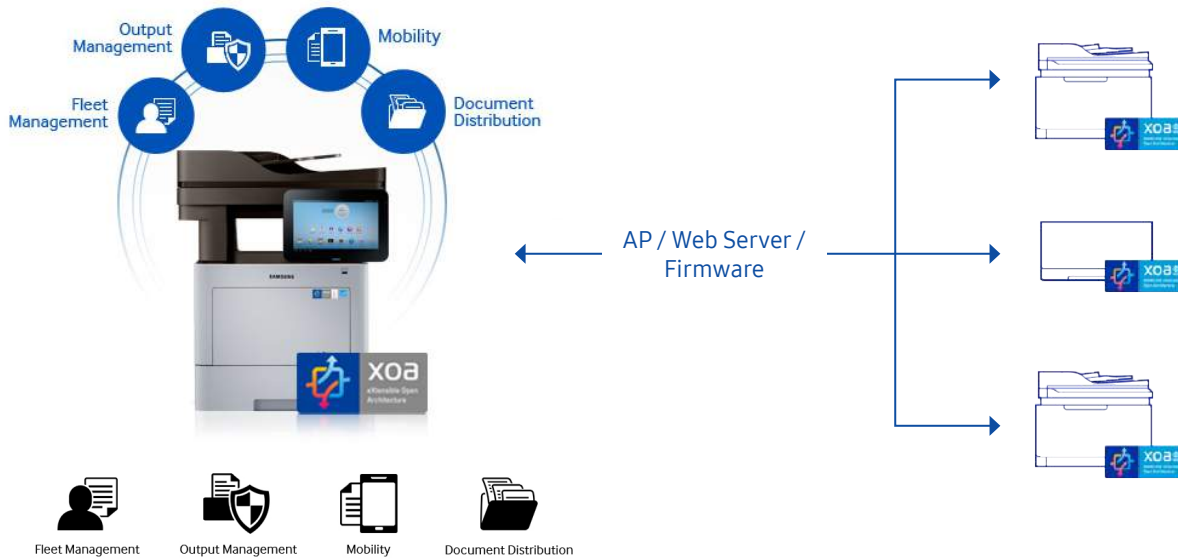 Output
Management
Mobility
Fleet
Management
Document
Distribution
SAMSUNG
xoa
eXtensible Open
Architecture
AP / Web Server /
Firmware
xoa
xoa
xoa
Fleet Management
Output Management
Mobility
Document Distribution